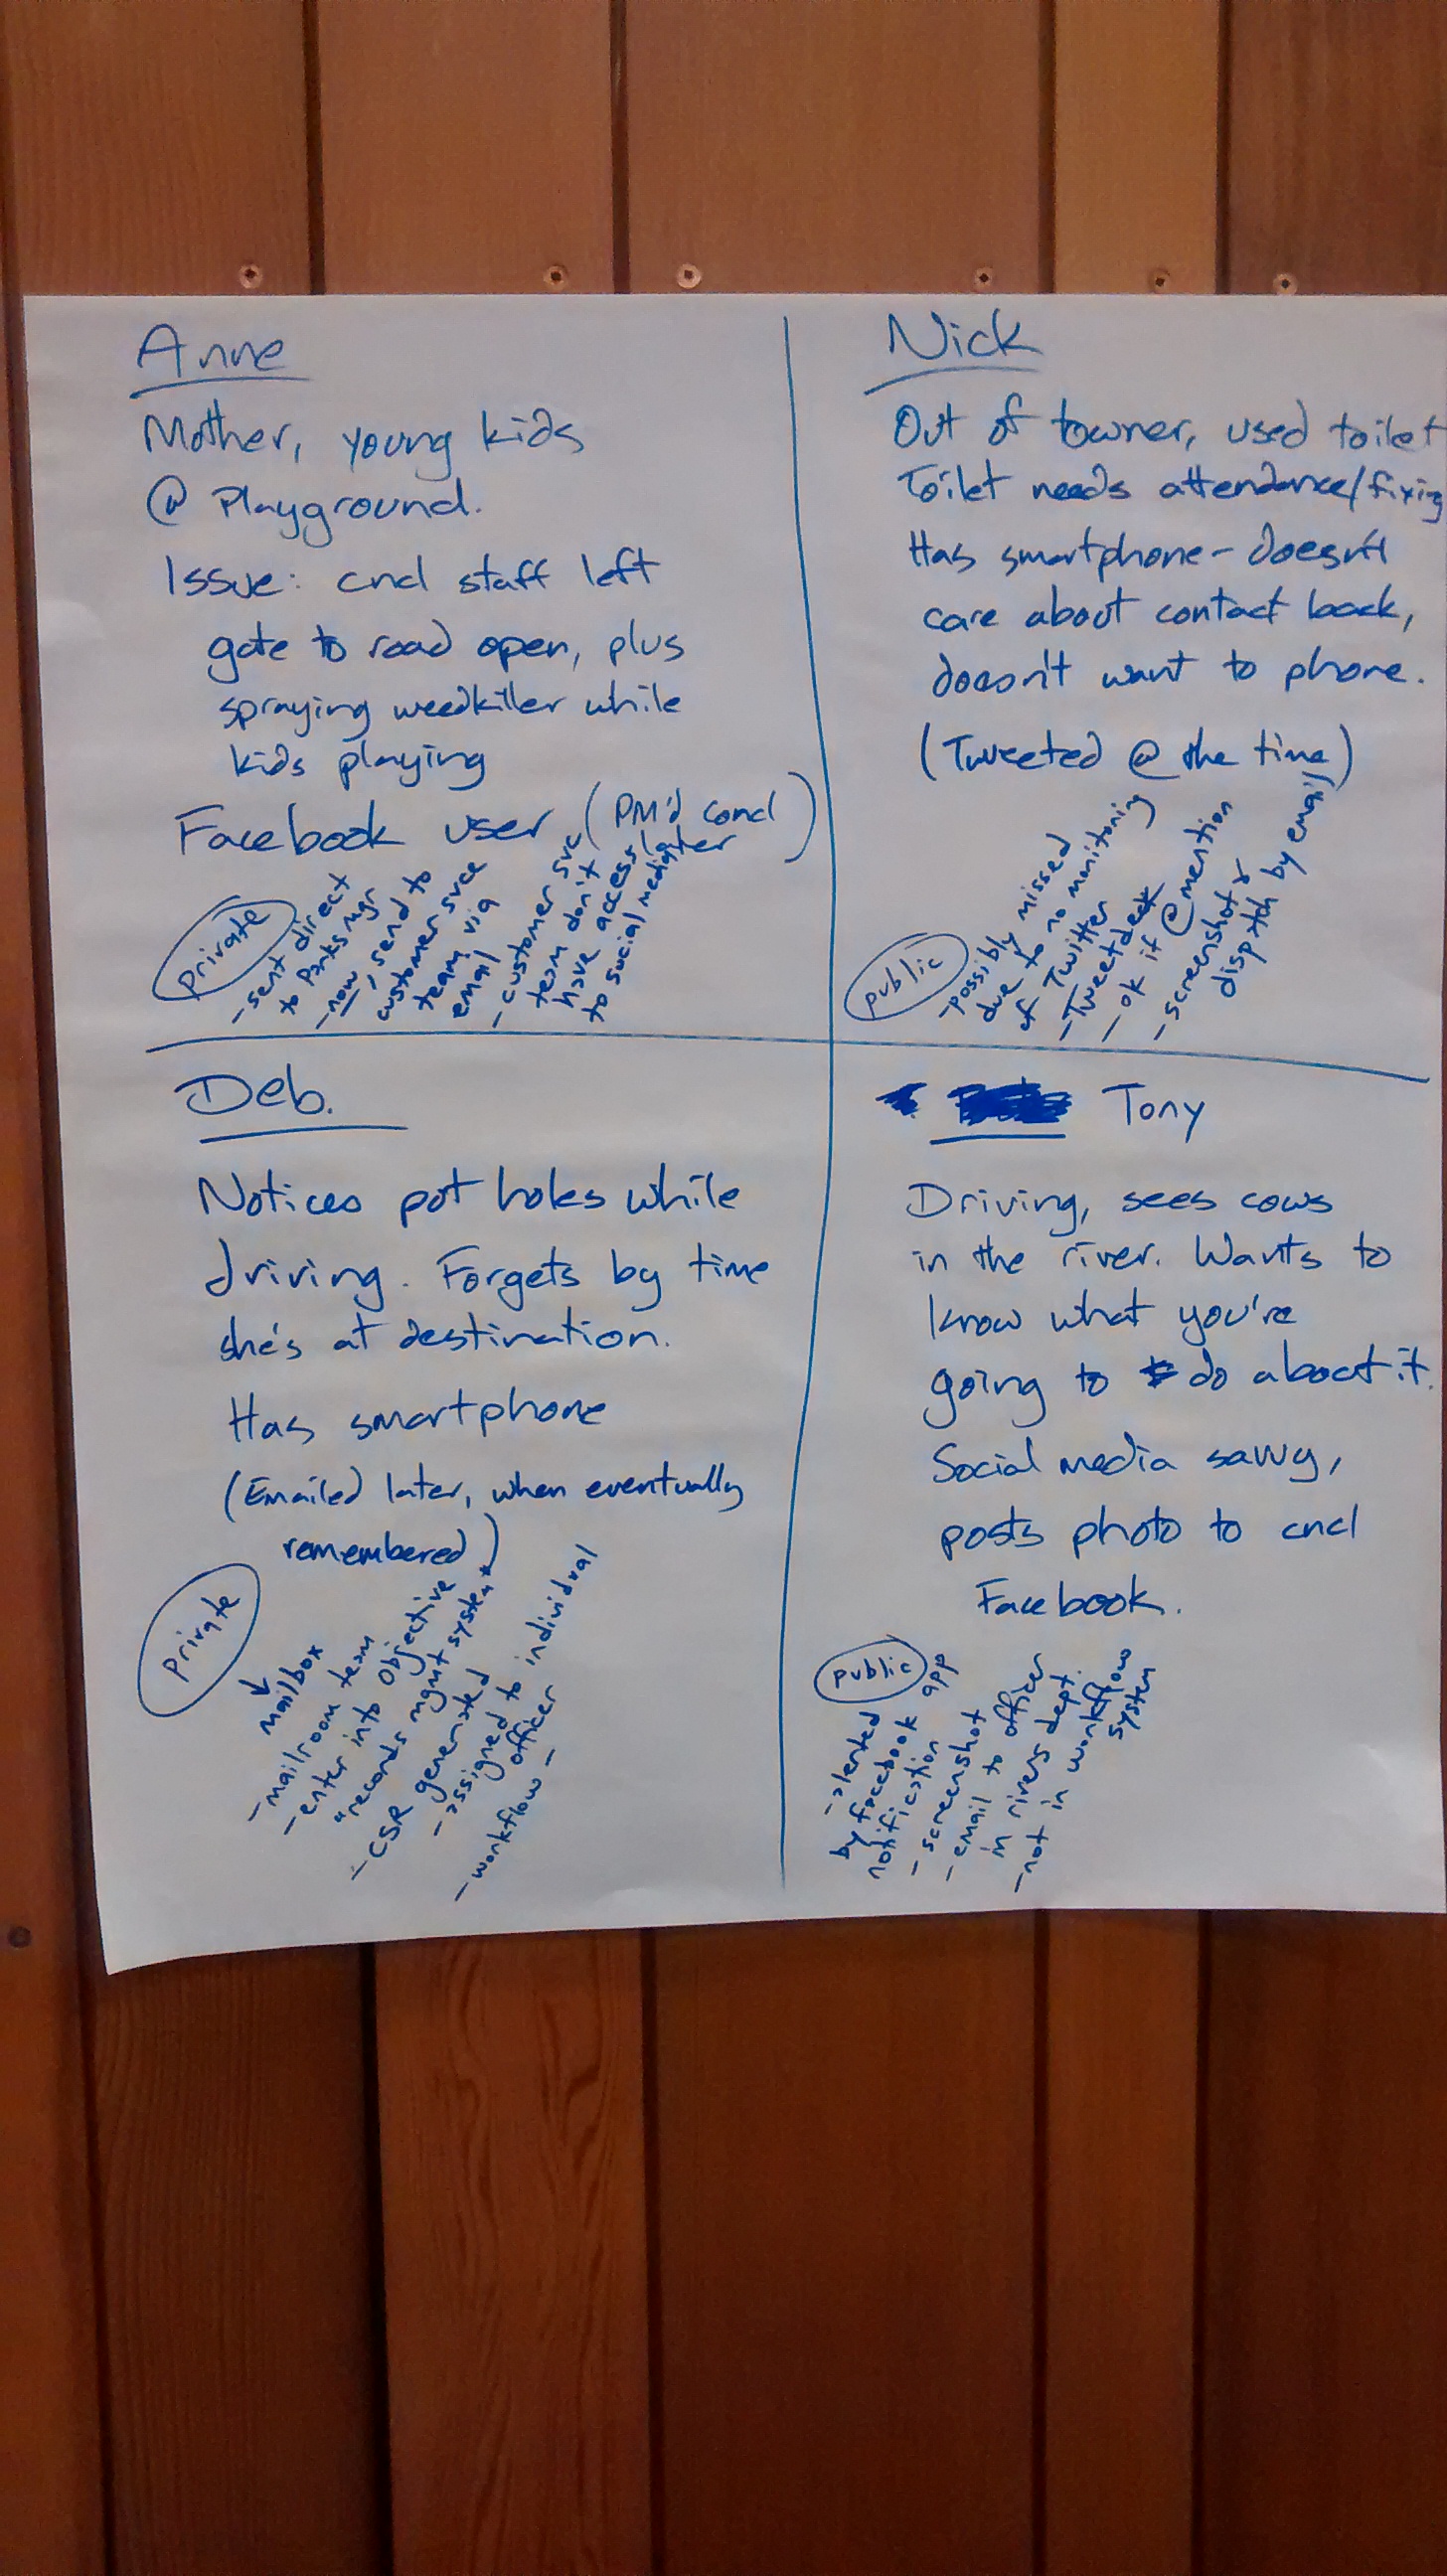 Anne
Mother, young kids
@ Playground.
Issue: cncl staff left
gate to road open, plus
spraying weedkiller while
kids playing
Facebook user (PM'd concl
later)
private
- sent direct
to Parks mgr
- now, send to
customer svce
team via
email
- customer svc
team don't
have access
to social media
Nick
Out of towner, used toilet
Toilet needs attendance/fixing
Has smartphone - doesn't
care about contact back,
doesn't want to phone.
(Tweeted @ the time)
public
- possibly missed
due to no monitoring
of Twitter
- Tweetdeck
- ok if @mention
- screenshot &
dispatch by email
Deb.
Notices pot holes while
driving. Forgets by time
she's at destination.
Has smartphone
(Emailed later, when eventually
remembered)
private
mailbox
- mailroom team
- enter into Objective
"records mgmt system"
- CSR generated
- assigned to individual
officer
- workflow -
Tony
Driving, sees cows
in the river. Wants to
know what you're
going to do about it.
Social media savvy,
posts photo to cncl
Facebook.
public
- alerted
by facebook app
notification
- screenshot
- email to officer
in rivers dept.
- not in workflow
system